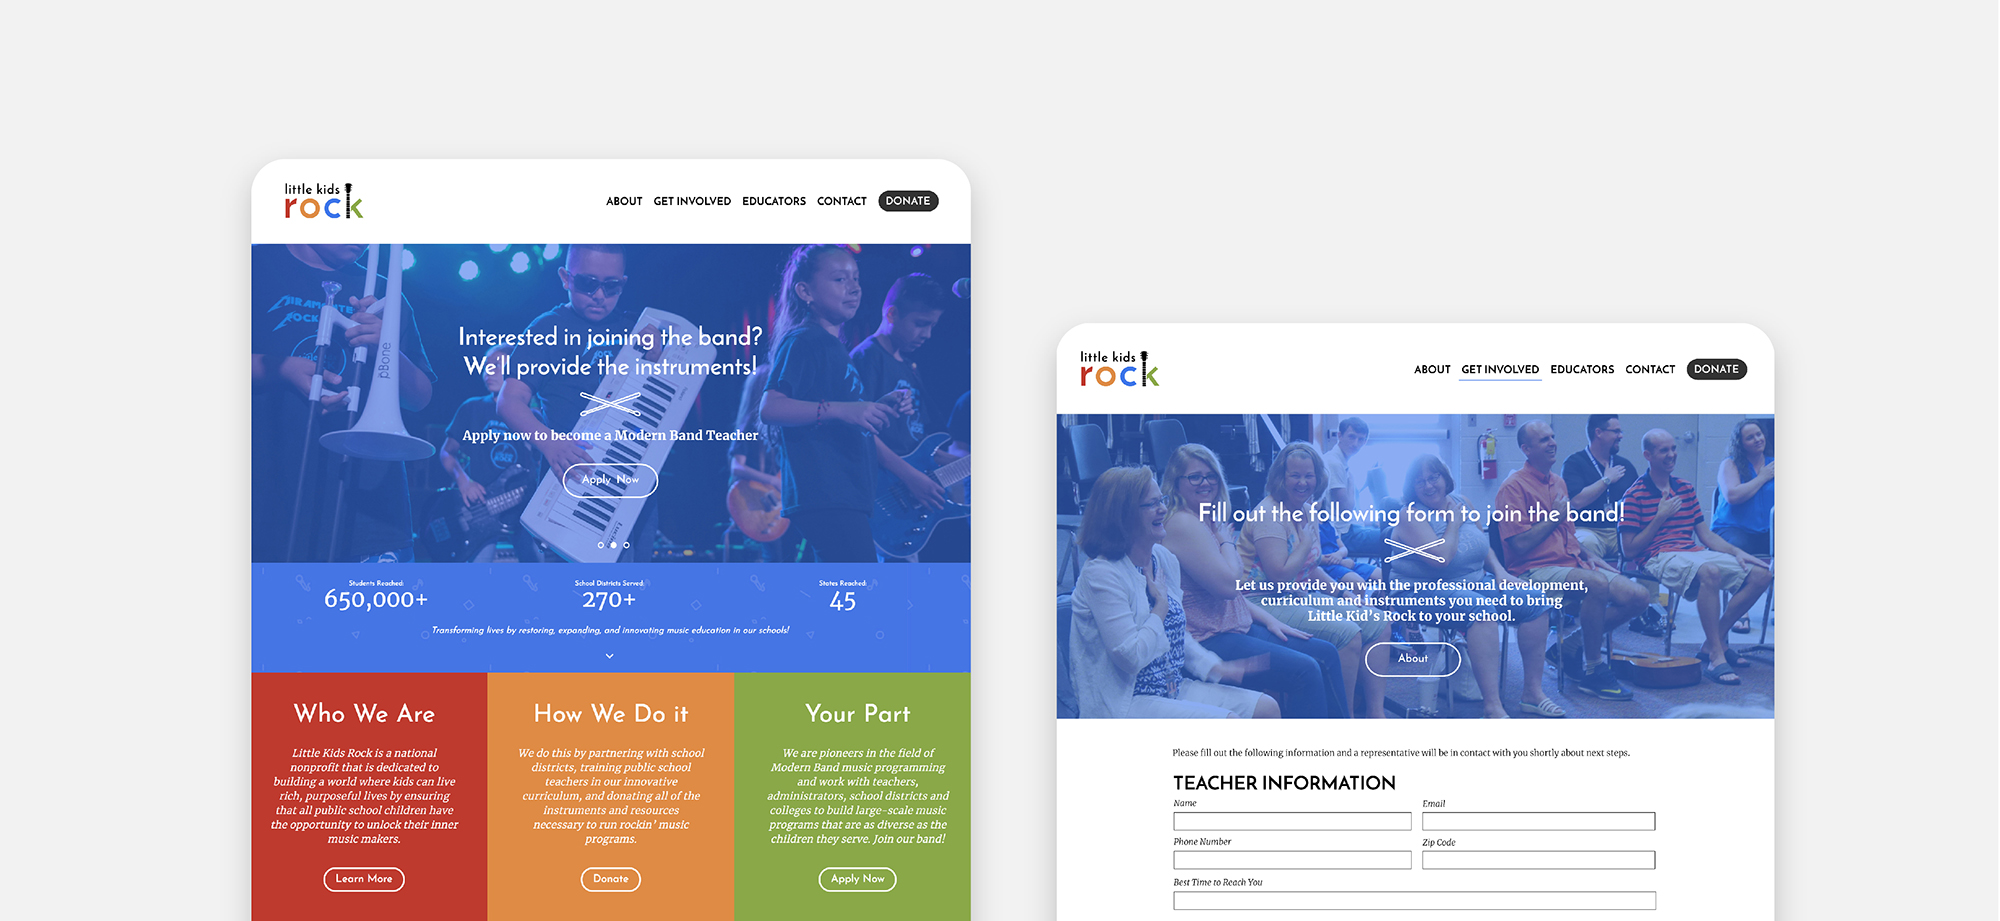 little kids
rock
ABOUT GET INVOLVED EDUCATORS CONTACT DONATE
pBone
Interested in joining the band?
We'll provide the instruments!
Apply now to become a Modern Band Teacher
Apply Now
Students Reached:
650,000+
School Districts Served:
270+
States Reached:
45
Transforming lives by restoring, expanding, and innovating music education in our schools!
Who We Are
Little Kids Rock is a national
nonprofit that is dedicated to
building a world where kids can live
rich, purposeful lives by ensuring
that all public school children have
the opportunity to unlock their inner
music makers.
Learn More
How We Do it
We do this by partnering with school
districts, training public school
teachers in our innovative
curriculum, and donating all of the
instruments and resources
necessary to run rockin' music
programs.
Donate
Your Part
We are pioneers in the field of
Modern Band music programming
and work with teachers,
administrators, school districts and
colleges to build large-scale music
programs that are as diverse as the
children they serve. Join our band!
Apply Now
little kids
rock
ABOUT GET INVOLVED EDUCATORS CONTACT DONATE
Fill out the following form to join the band!
Let us provide you with the professional development,
curriculum and instruments you need to bring
Little Kid's Rock to your school.
About
Please fill out the following information and a representative will be in contact with you shortly about next steps.
TEACHER INFORMATION
Name Email
Phone Number Zip Code
Best Time to Reach You